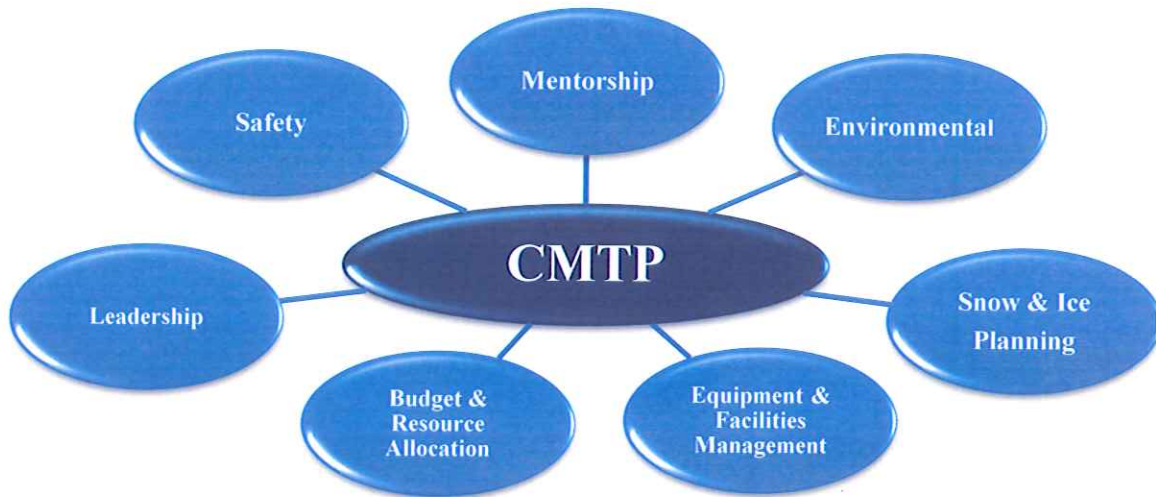 Mentorship
Safety
Environmental
CMTP
Leadership
Snow & Ice
Planning
Budget &
Resource
Allocation
Equipment &
Facilities
Management